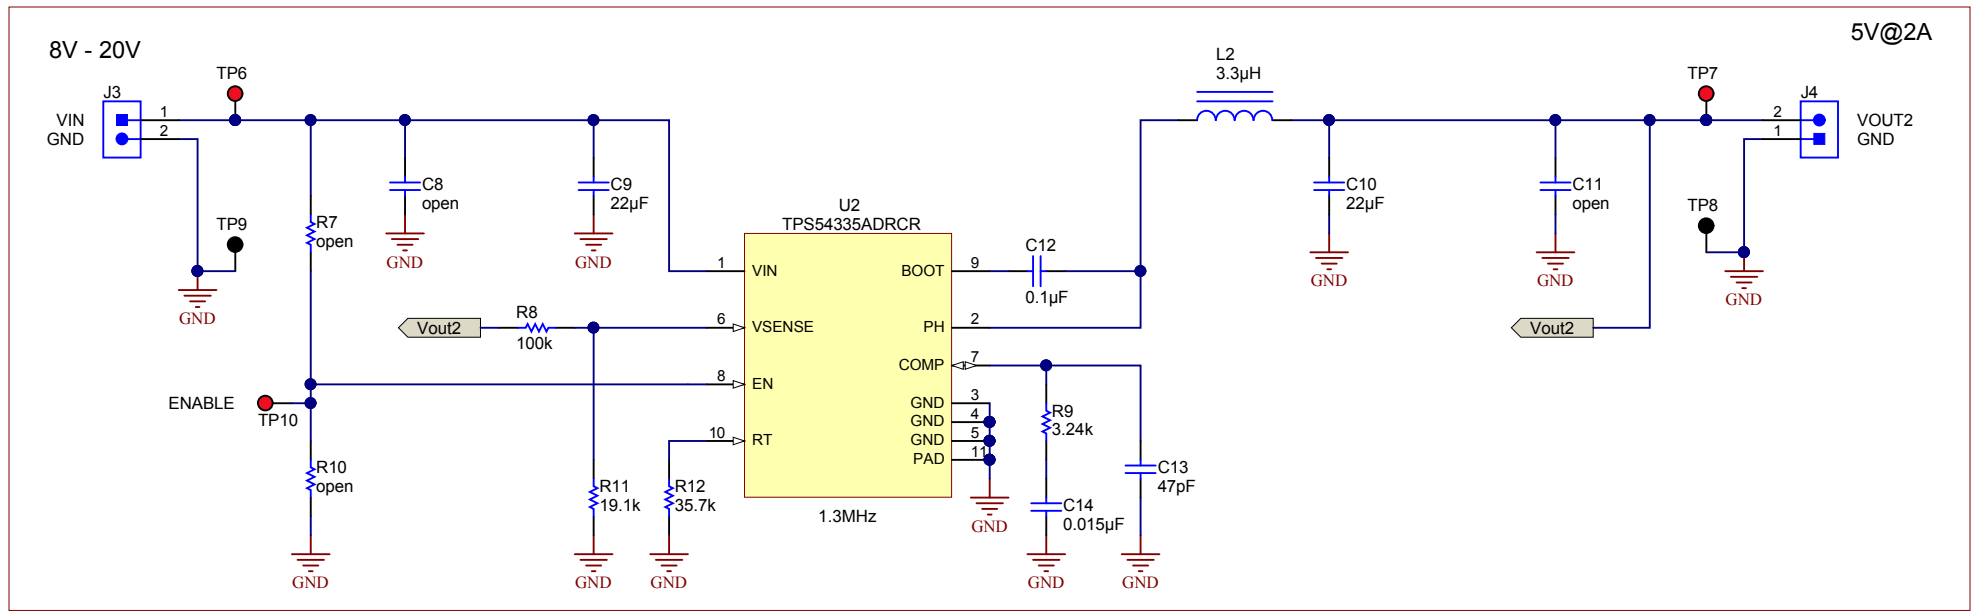 8V - 20V
5V@2A
J3
VIN
GND
1
2
TP6
TP9
GND
R7
open
C8
open
GND
C9
22µF
GND
Vout2
R8
100k
ENABLE
TP10
R10
open
GND
R11
19.1k
GND
R12
35.7k
GND
U2
TPS54335ADRCR
1
VIN
6
VSENSE
8
EN
10
RT
BOOT
9
PH
2
COMP
7
GND
3
GND
4
GND
5
PAD
11
1.3MHz
GND
C12
0.1µF
R9
3.24k
C14
0.015µF
GND
C13
47pF
GND
L2
3.3µH
C10
22µF
GND
C11
open
GND
Vout2
TP7
TP8
GND
J4
2
1
VOUT2
GND